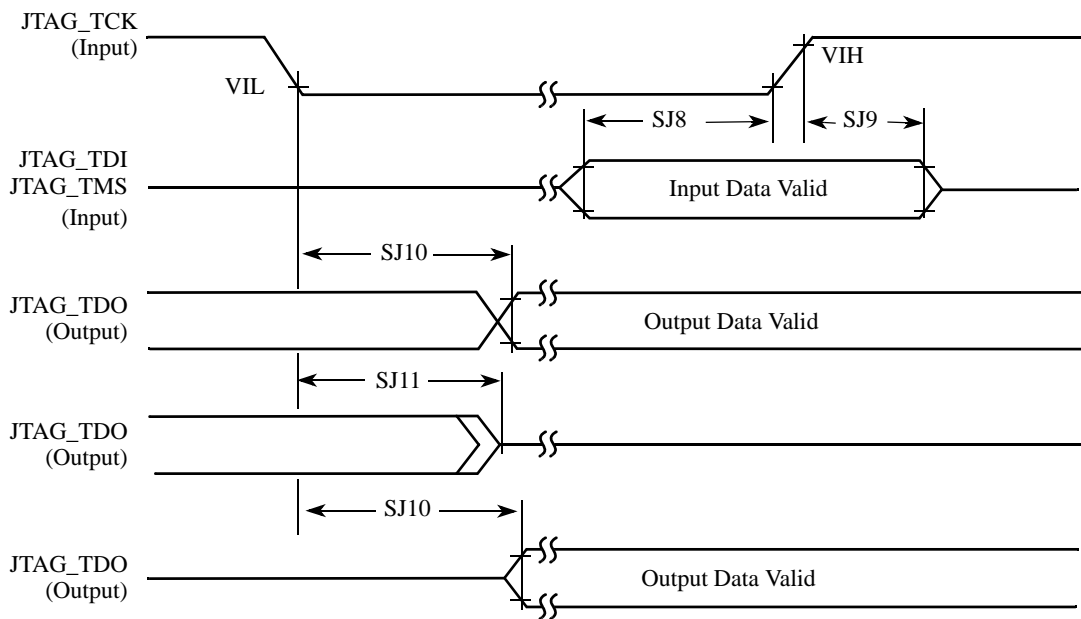 JTAG_TCK
(Input)
VIL
VIH
SJ8
SJ9
JTAG_TDI
JTAG_TMS
(Input)
Input Data Valid
SJ10
JTAG_TDO
(Output)
Output Data Valid
SJ11
JTAG_TDO
(Output)
SJ10
JTAG_TDO
(Output)
Output Data Valid